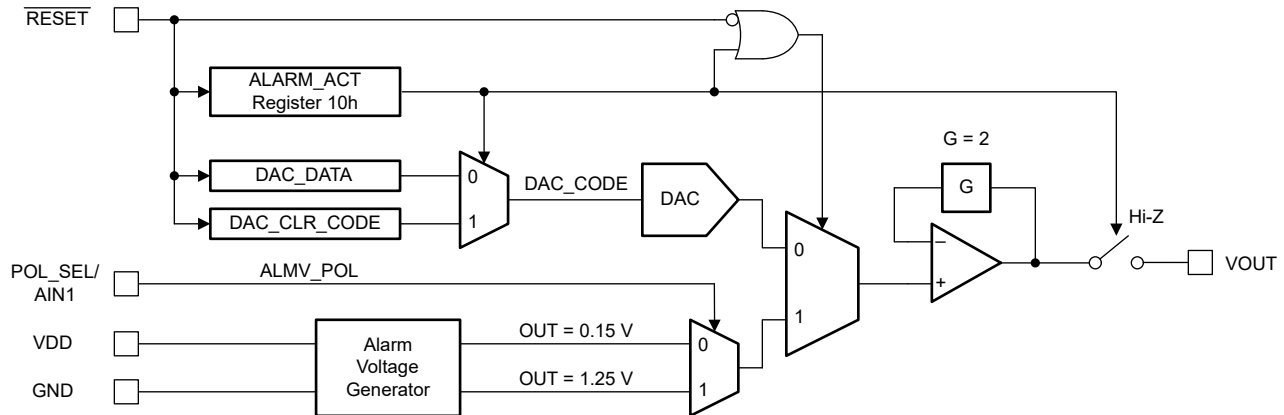 RESET
ALARM_ACT
Register 10h
G = 2
DAC_DATA
0
DAC_CODE
DAC
G
DAC_CLR_CODE
1
Hi-Z
0
–
POL_SEL/
AIN1
ALMV_POL
+
VOUT
1
VDD
OUT = 0.15 V
0
Alarm
Voltage
Generator
GND
OUT = 1.25 V
1